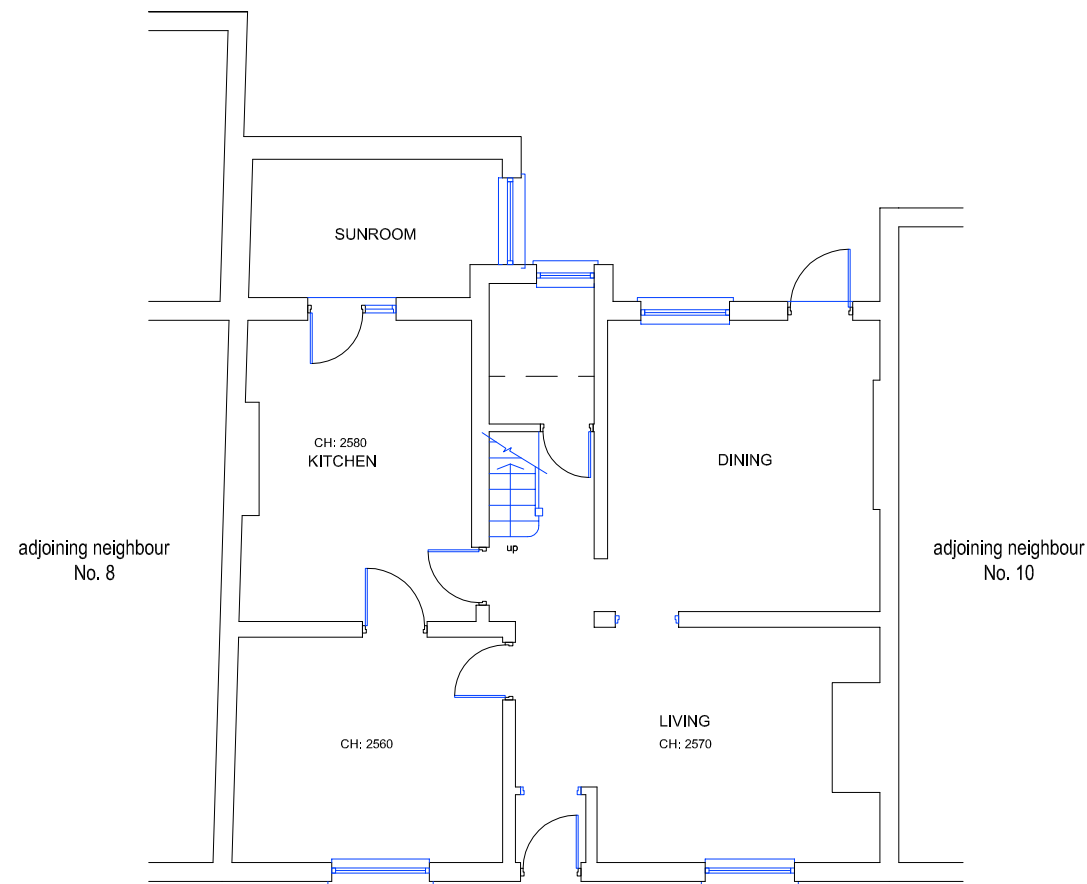 SUNROOM
CH: 2580
KITCHEN
DINING
adjoining neighbour
No. 8
up
adjoining neighbour
No. 10
LIVING
CH: 2560
CH: 2570